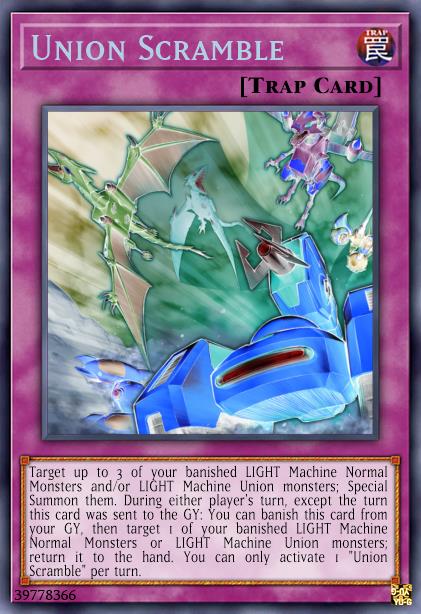 Union Scramble
TRAP
罠
[Trap Card]
Target up to 3 of your banished LIGHT Machine Normal
Monsters and/or LIGHT Machine Union monsters; Special
Summon them. During either player's turn, except the turn
this card was sent to the GY: You can banish this card from
your GY, then target 1 of your banished LIGHT Machine
Normal Monsters or LIGHT Machine Union monsters;
return it to the hand. You can only activate 1 "Union
Scramble" per turn.
39778366